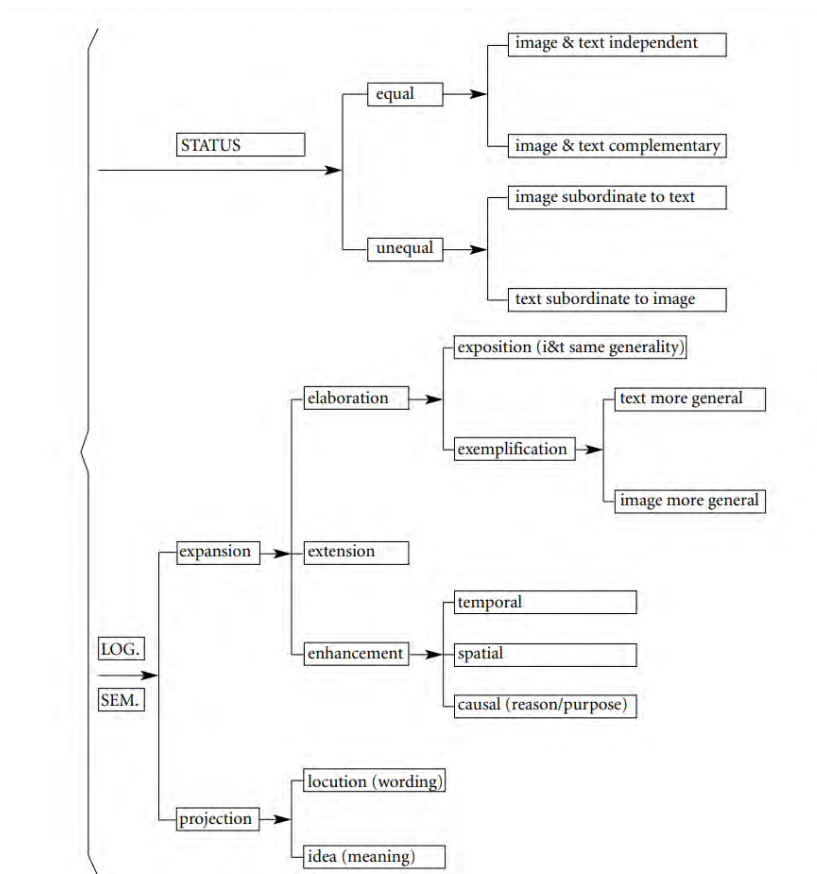 image & text independent
equal
image & text complementary
STATUS
image subordinate to text
unequal
text subordinate to image
exposition (i&t same generality)
elaboration
text more general
exemplification
image more general
expansion
extension
temporal
enhancement
spatial
causal (reason/purpose)
LOG.
SEM.
locution (wording)
projection
idea (meaning)